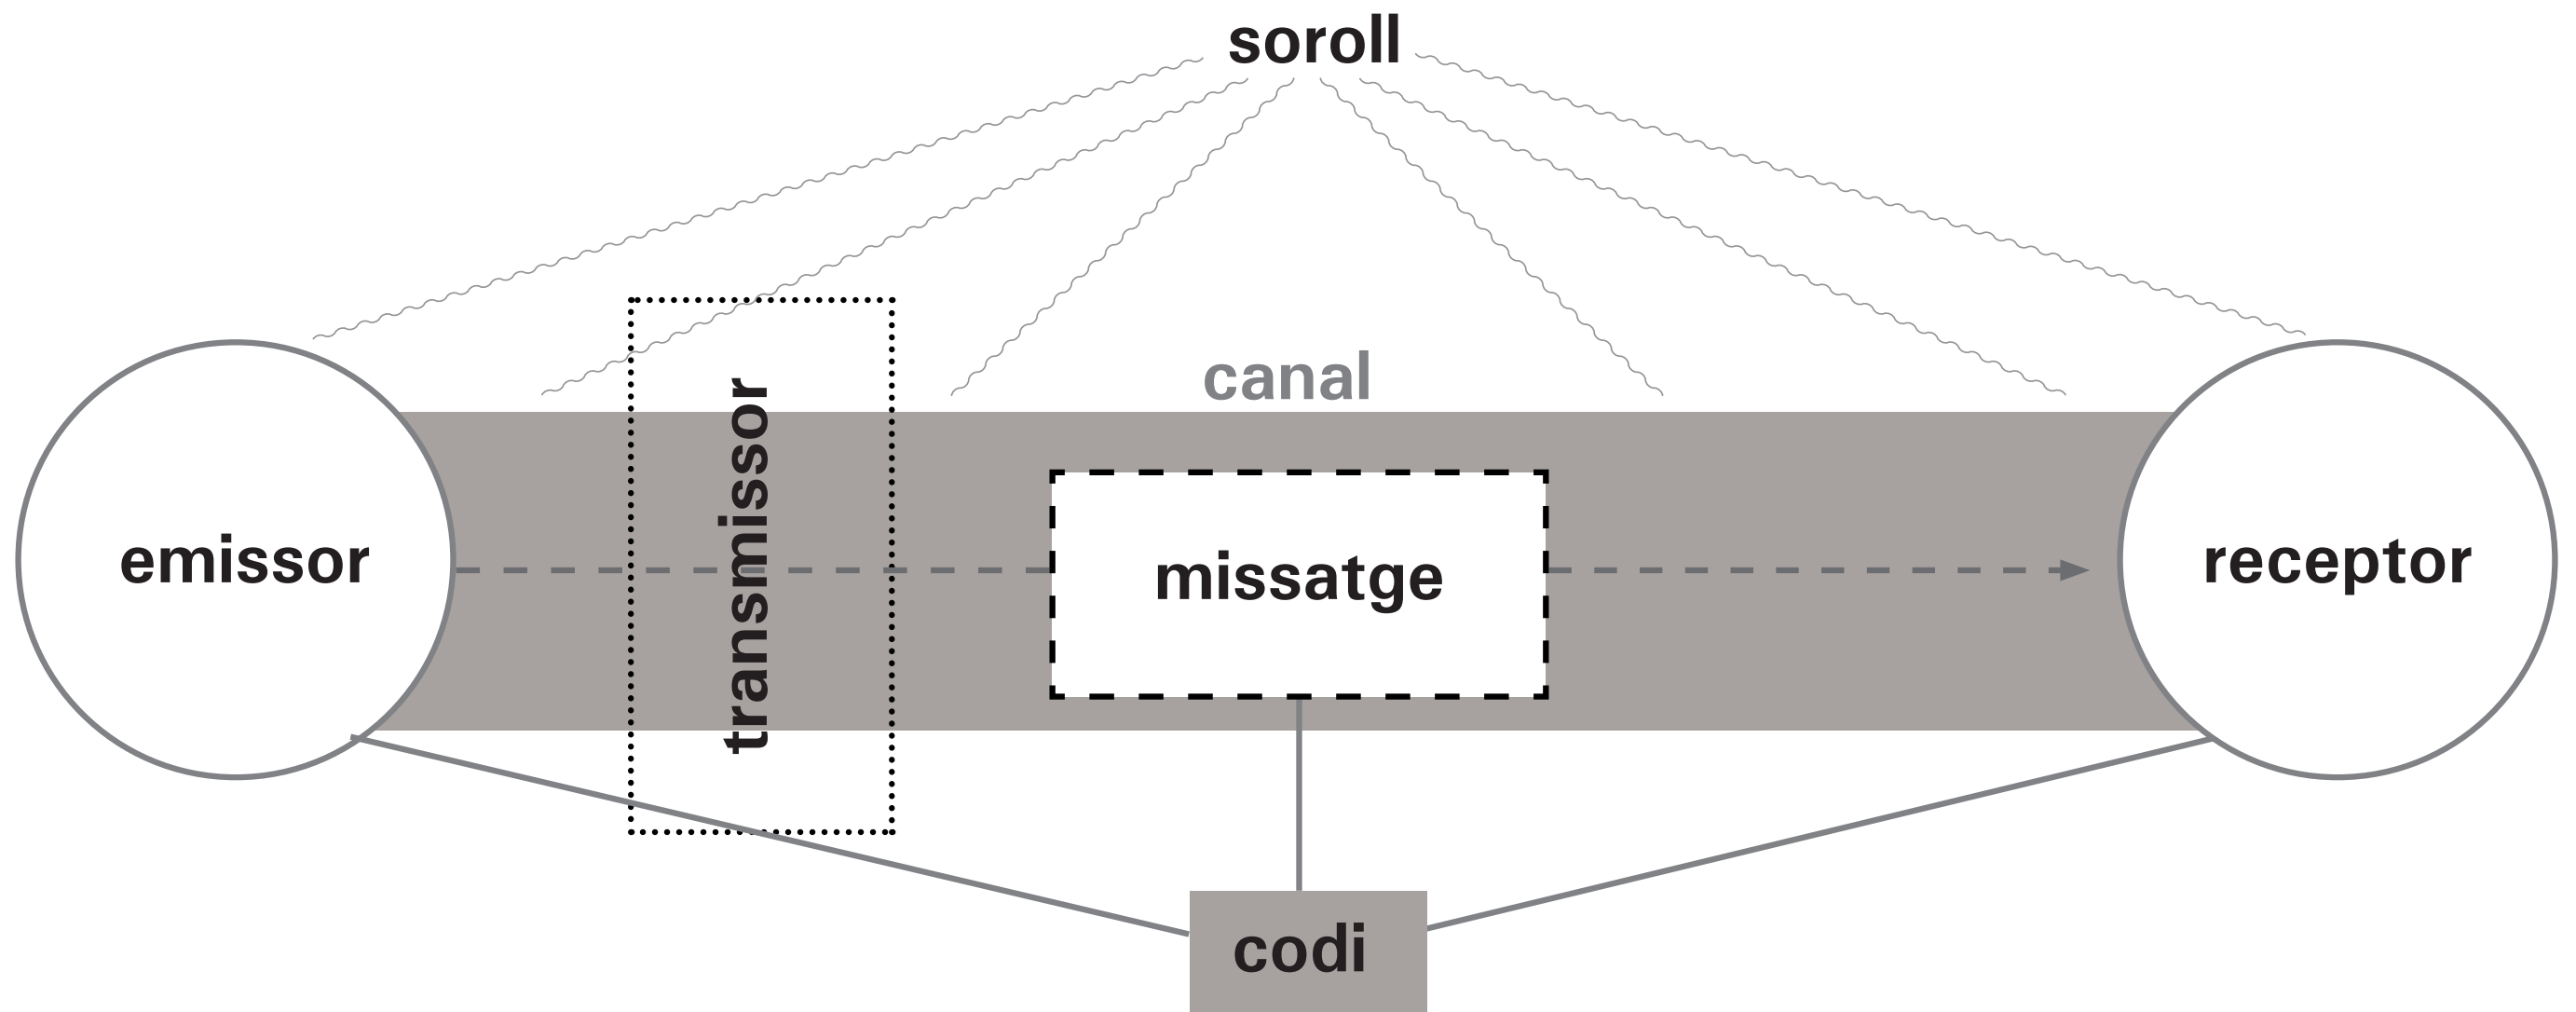 soroll
canal
emissor
transmissor
missatge
receptor
codi